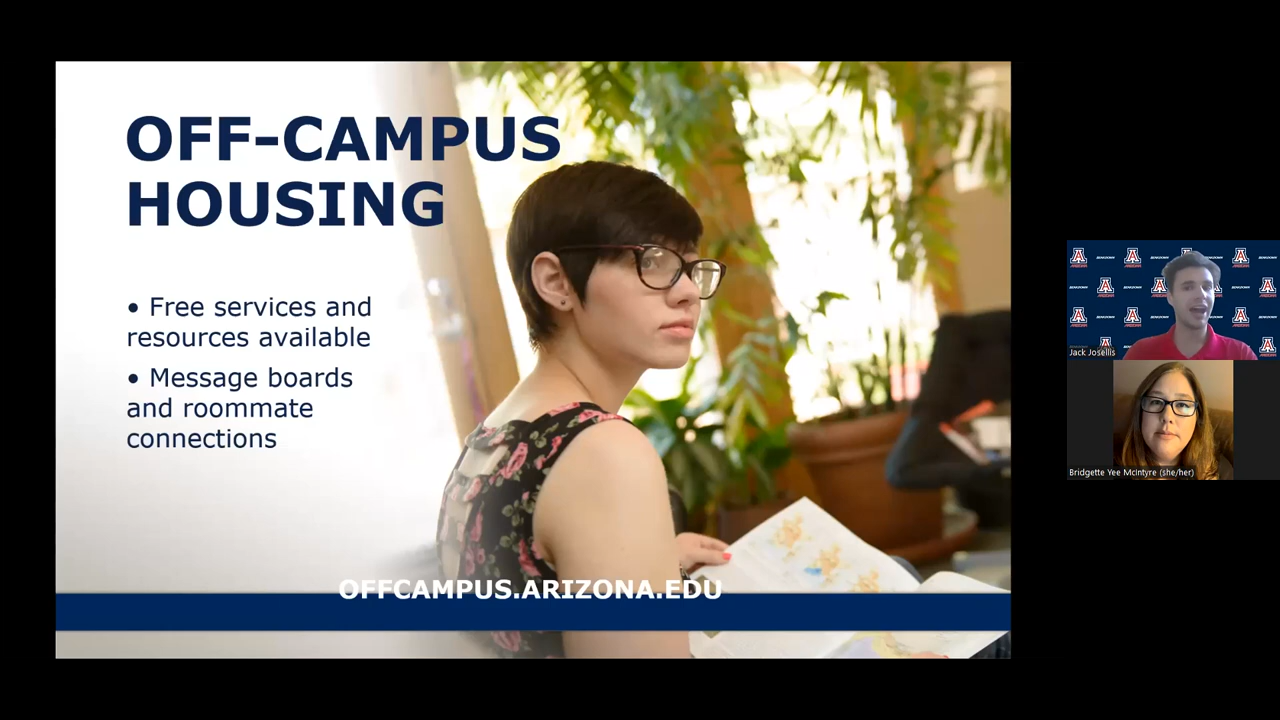 OFF-CAMPUS
HOUSING
• Free services and
resources available
• Message boards
and roommate
connections
OFFCAMPUS.ARIZONA.EDU
Jack Josellis
Bridgette Yee McIntyre (she/her)